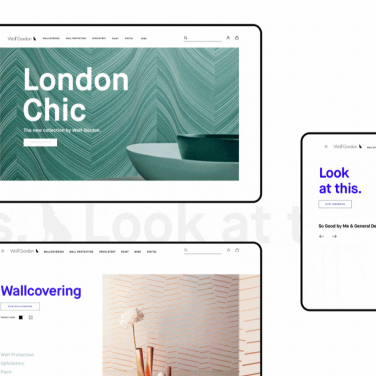 Wolf Gordon
WALLCOVERING WALL PROTECTION UPHOLSTERY PAINT DIGITAL MORE
London
Chic
The new collection by Wolf-Gordon.
Wolf Gordon
Look
at this.
So Good by Me & General De
s. Look at t
Wolf Gordon
WALLCOVERING WALL PROTECTION UPHOLSTERY PAINT MORE DIGITAL
Wallcovering
Wall Protection
Upholstery
Paint